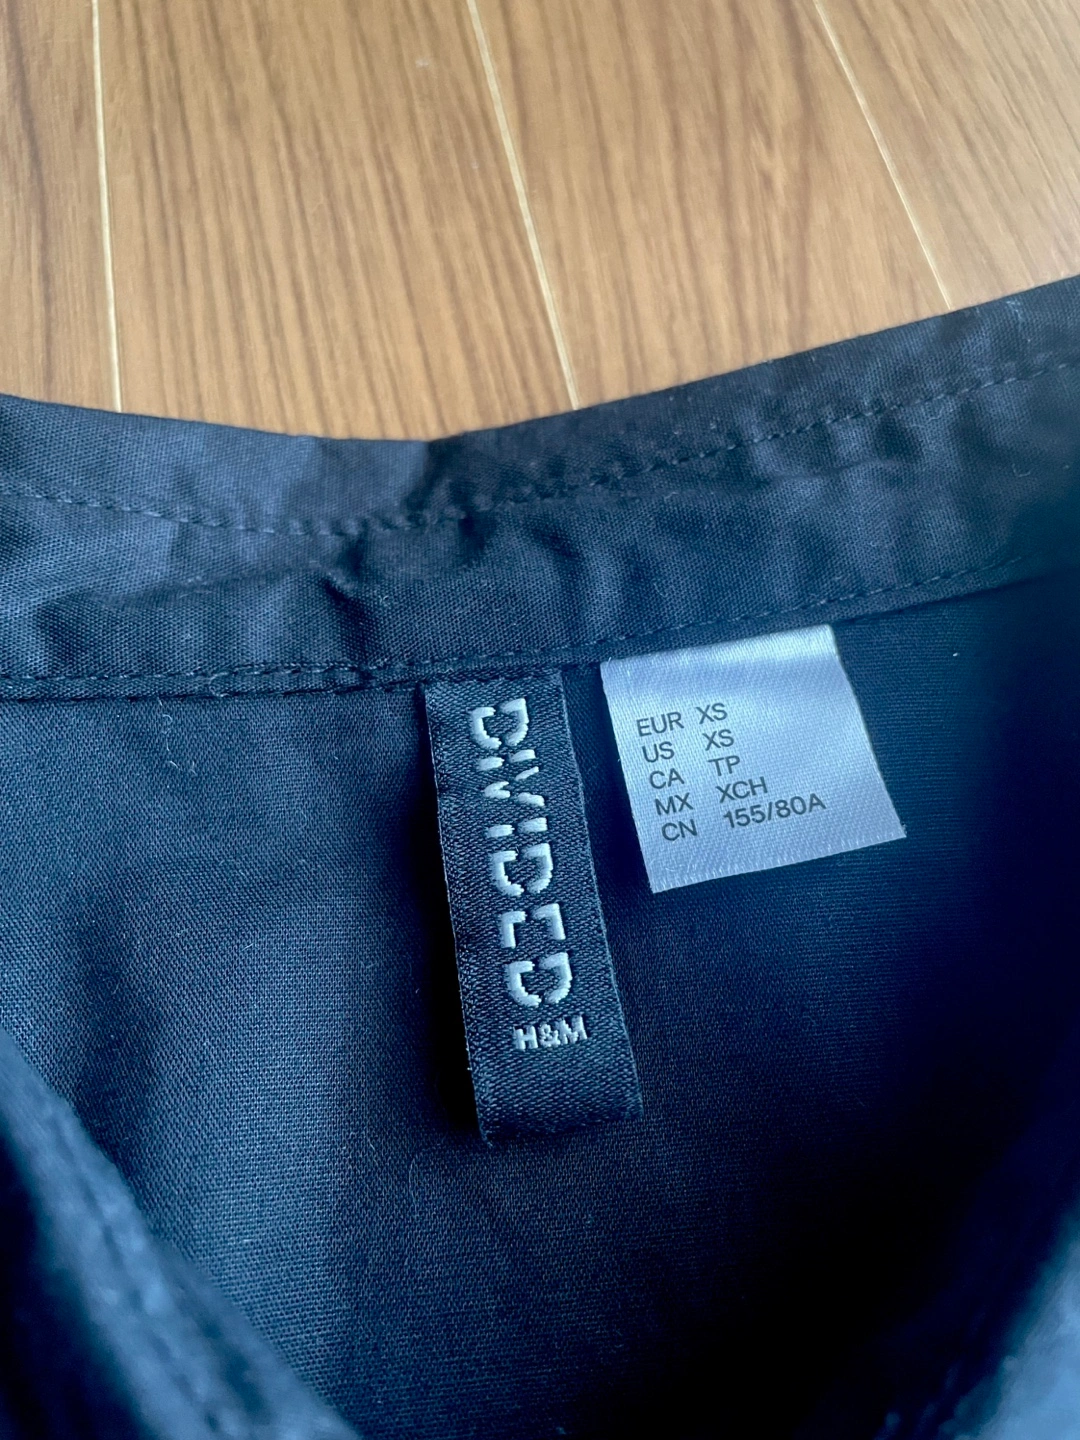 DIVIDED
H&M
EUR XS
US XS
CA TP
MX XCH
CN 155/80A